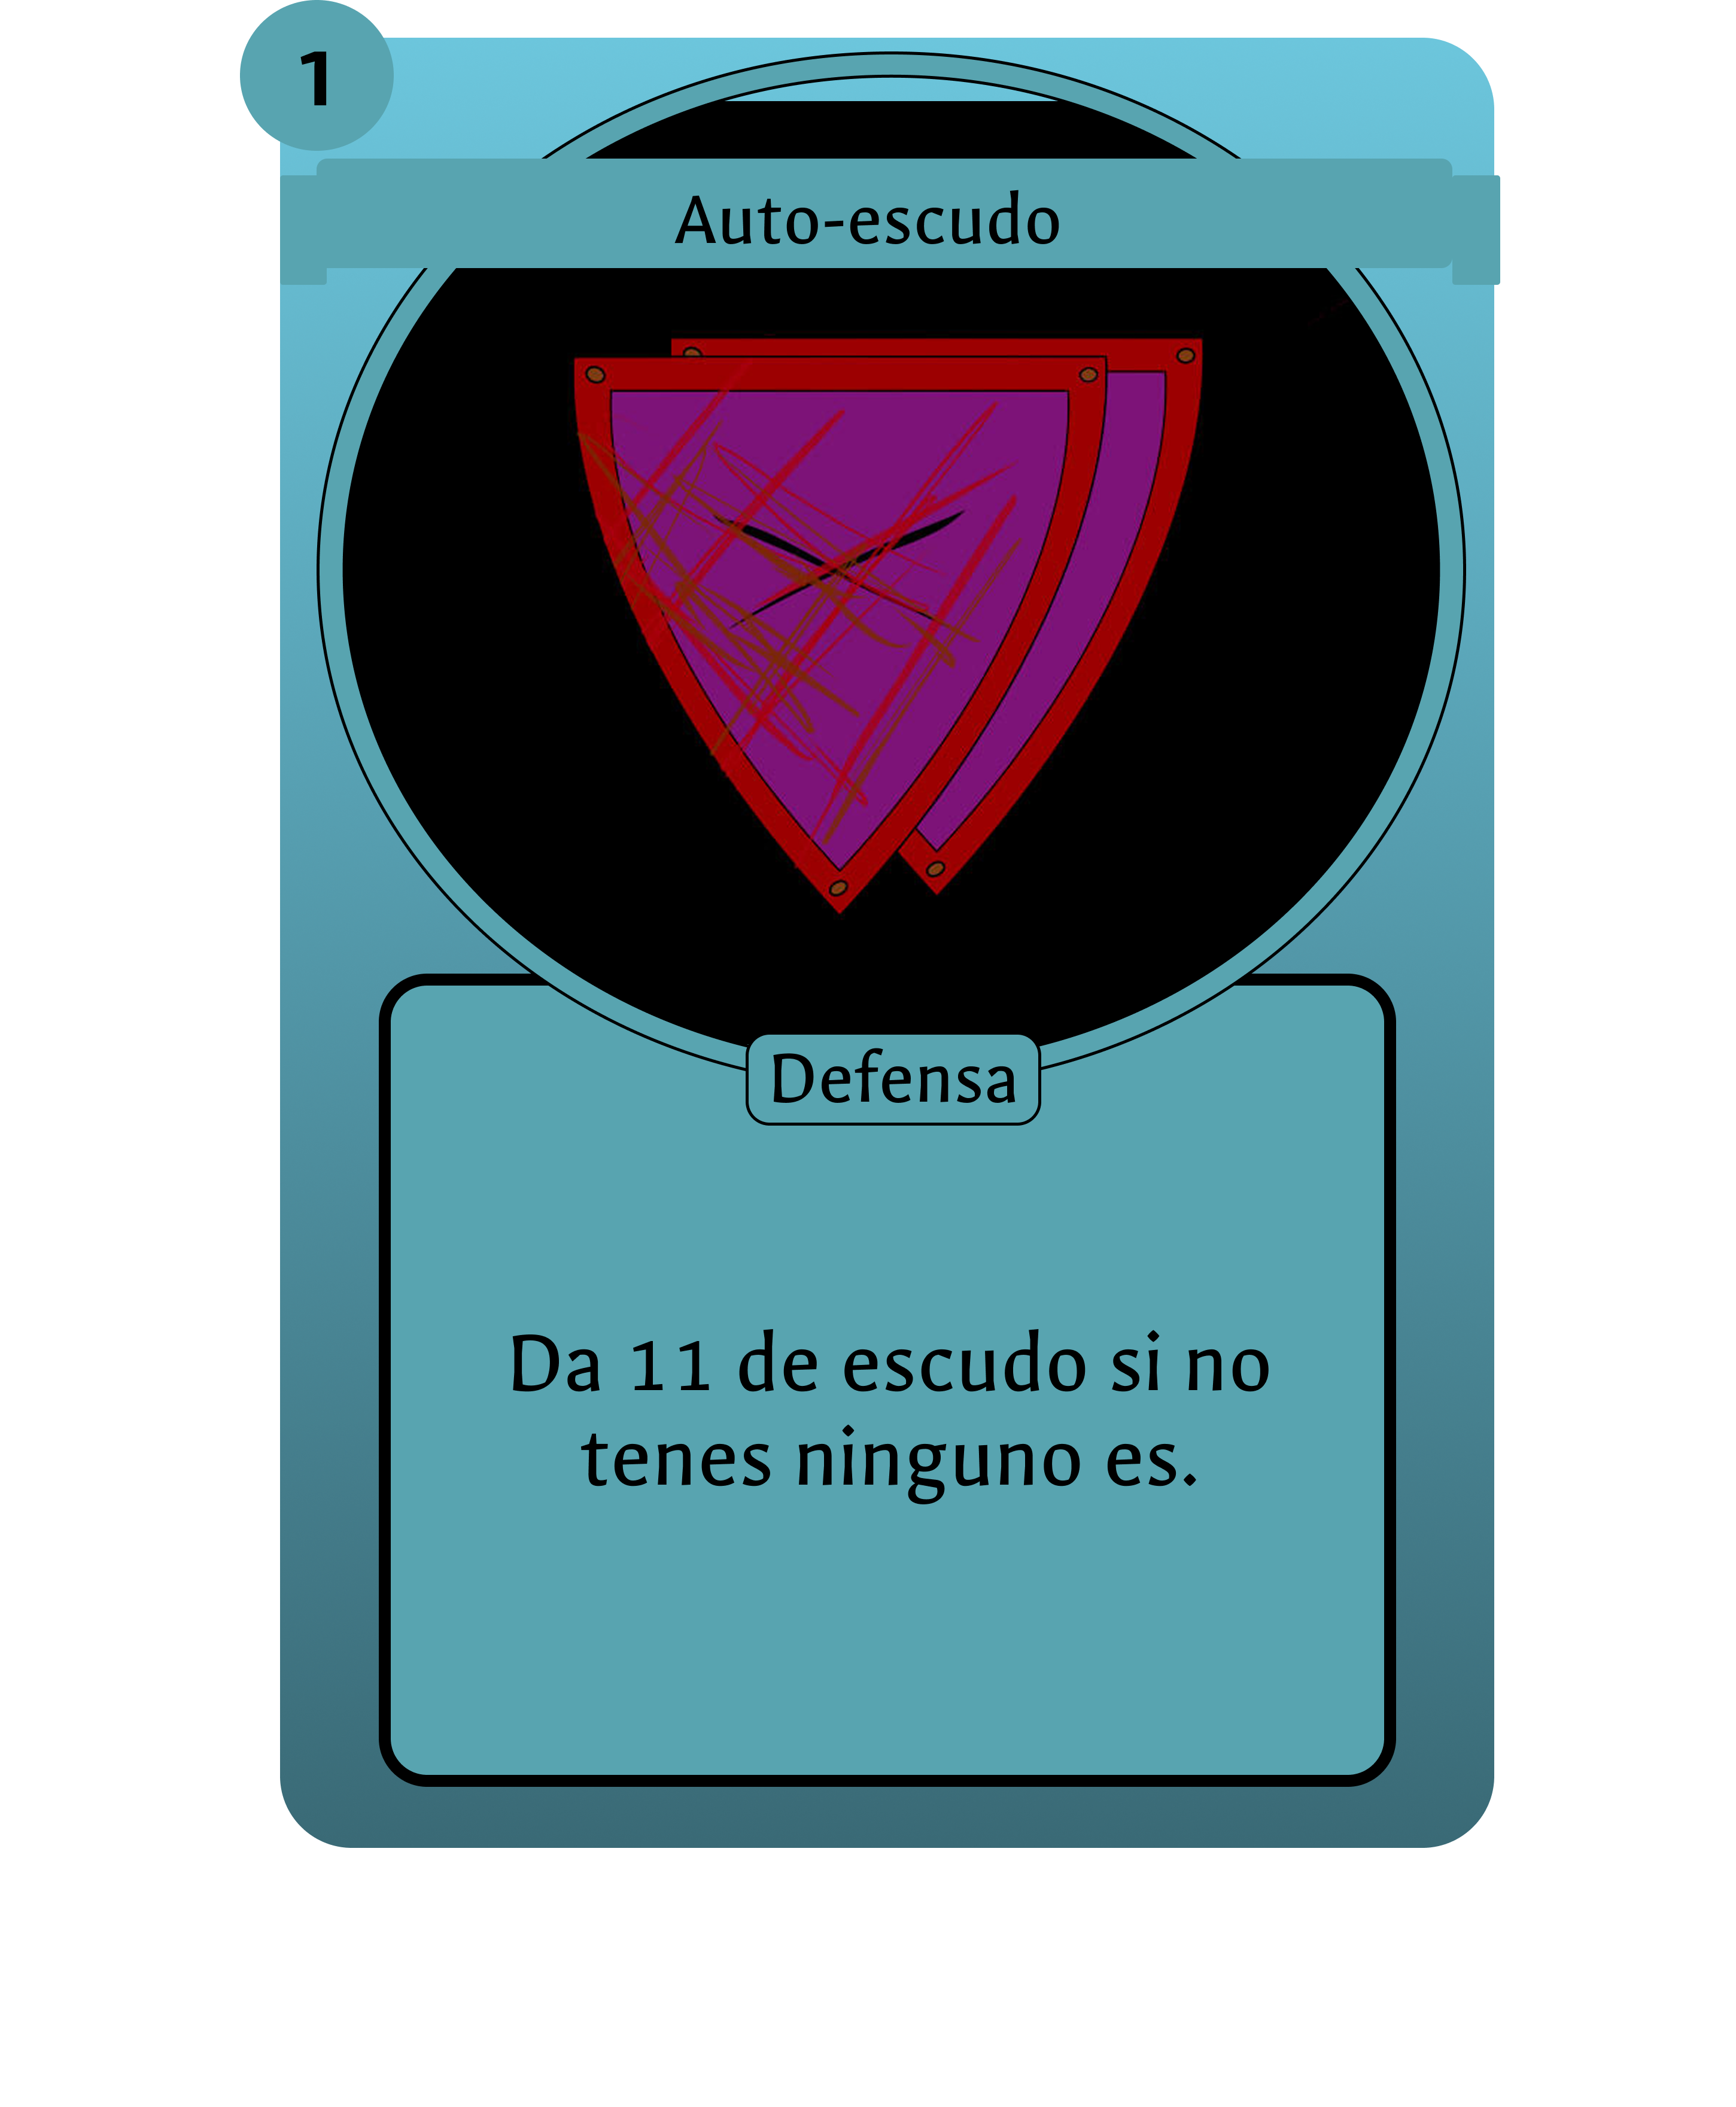 1
Auto-escudo
Defensa
Da 11 de escudo si no
tenes ninguno es.